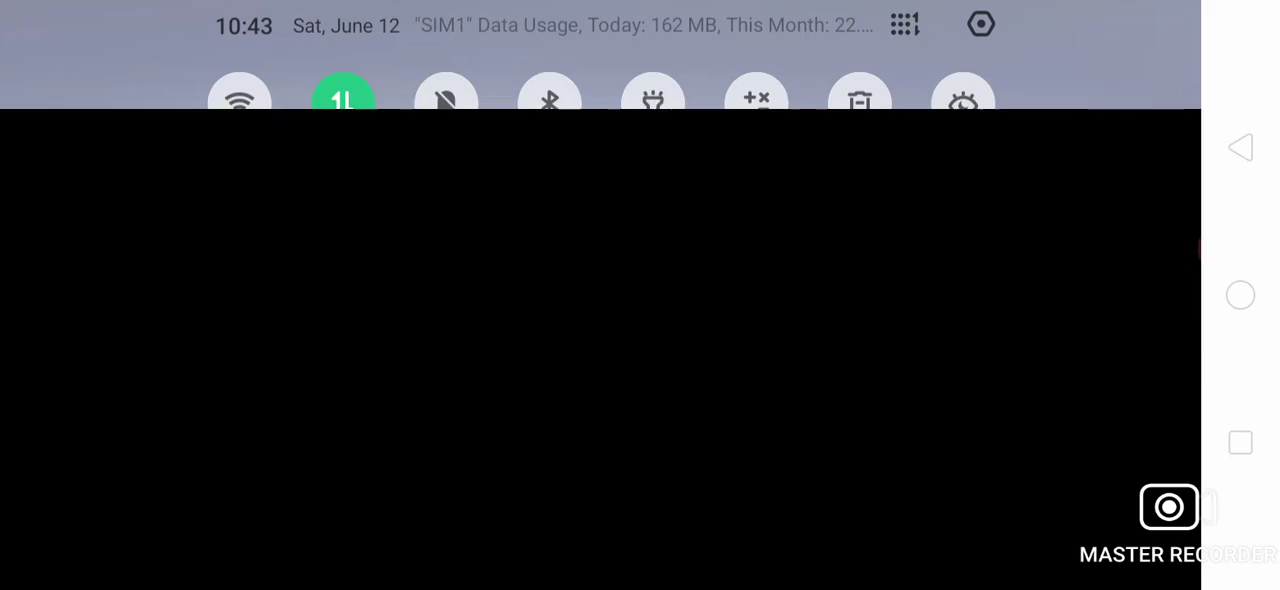 10:43 Sat, June 12 "SIM1" Data Usage, Today: 162 MB, This Month: 22....
MASTER RECORDER